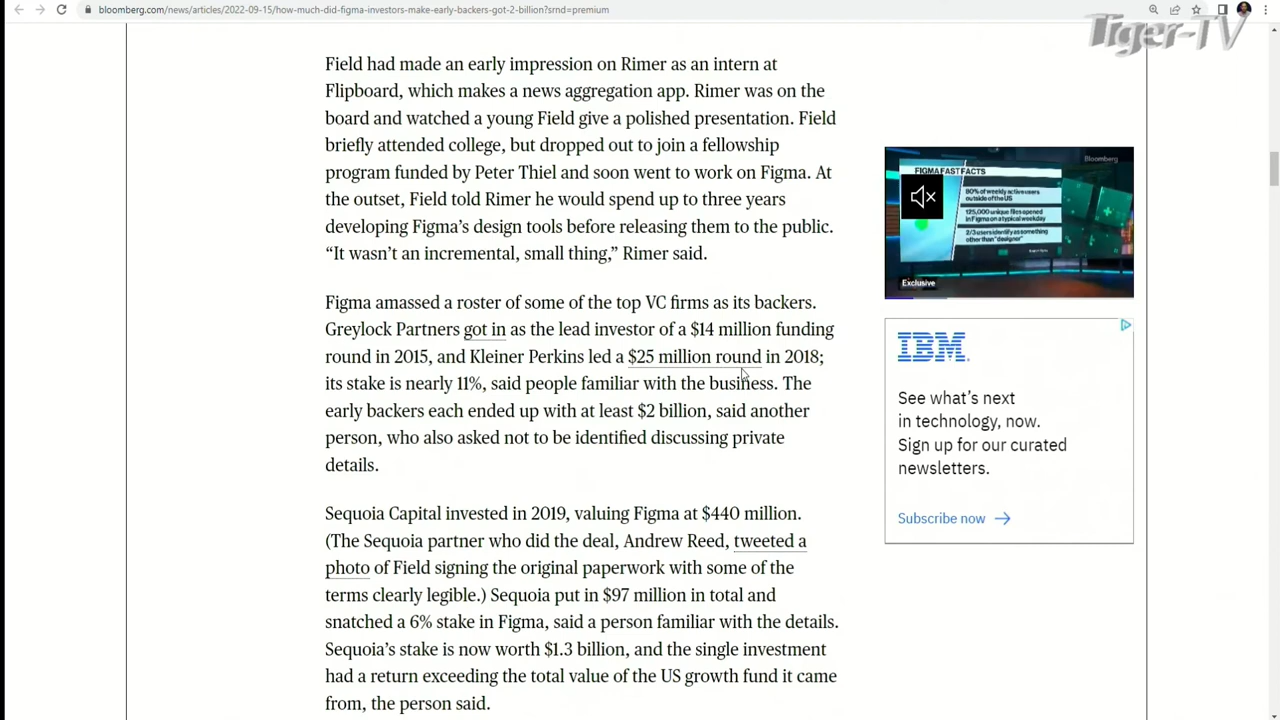 bloomberg.com/news/articles/2022-09-15/how-much-did-figma-investors-make-early-backers-got-2-billion?srnd=premium
Tiger-TV
Field had made an early impression on Rimer as an intern at
Flipboard, which makes a news aggregation app. Rimer was on the
board and watched a young Field give a polished presentation. Field
briefly attended college, but dropped out to join a fellowship
program funded by Peter Thiel and soon went to work on Figma. At
the outset, Field told Rimer he would spend up to three years
developing Figma's design tools before releasing them to the public.
“It wasn't an incremental, small thing,” Rimer said.
Figma amassed a roster of some of the top VC firms as its backers.
Greylock Partners got in as the lead investor of a $14 million funding
round in 2015, and Kleiner Perkins led a $25 million round in 2018;
its stake is nearly 11%, said people familiar with the business. The
early backers each ended up with at least $2 billion, said another
person, who also asked not to be identified discussing private
details.
Sequoia Capital invested in 2019, valuing Figma at $440 million.
(The Sequoia partner who did the deal, Andrew Reed, tweeted a
photo of Field signing the original paperwork with some of the
terms clearly legible.) Sequoia put in $97 million in total and
snatched a 6% stake in Figma, said a person familiar with the details.
Sequoia's stake is now worth $1.3 billion, and the single investment
had a return exceeding the total value of the US growth fund it came
from, the person said.
Bloomberg
FIGMA FAST FACTS
80% of weekly active users
outside of the US
125,000 unique files opened
in Figma on a typical weekday
2/3 users identify as something
other than "designer"
Exclusive
IBM
See what's next
in technology, now.
Sign up for our curated
newsletters.
Subscribe now →